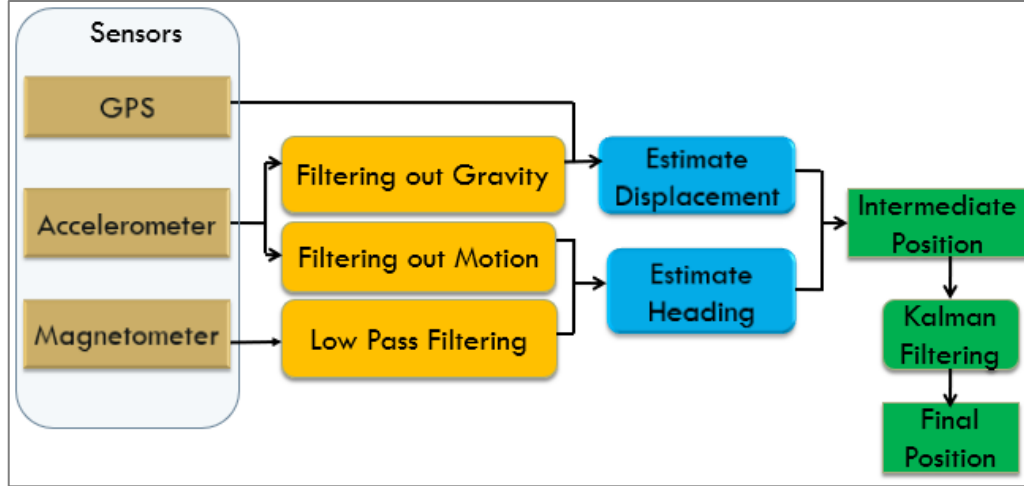 Sensors
GPS
Accelerometer
Magnetometer
Filtering out Gravity
Filtering out Motion
Low Pass Filtering
Estimate
Displacement
Estimate
Heading
Intermediate
Position
Kalman
Filtering
Final
Position